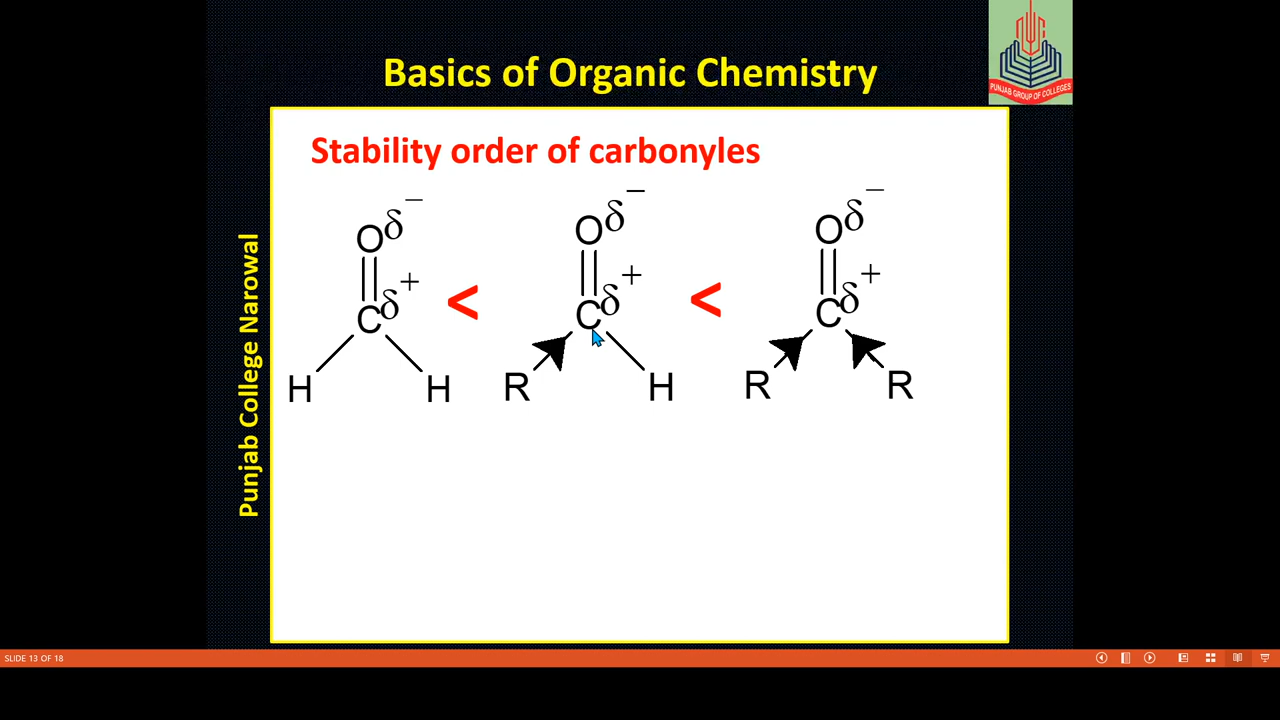 Basics of Organic Chemistry
PUNJAB GROUP OF COLLEGES
Punjab College Narowal
Stability order of carbonyles
O δ − O δ − O δ −
C δ + < C δ + < C δ +
H H R H R R
SLIDE 13 OF 18